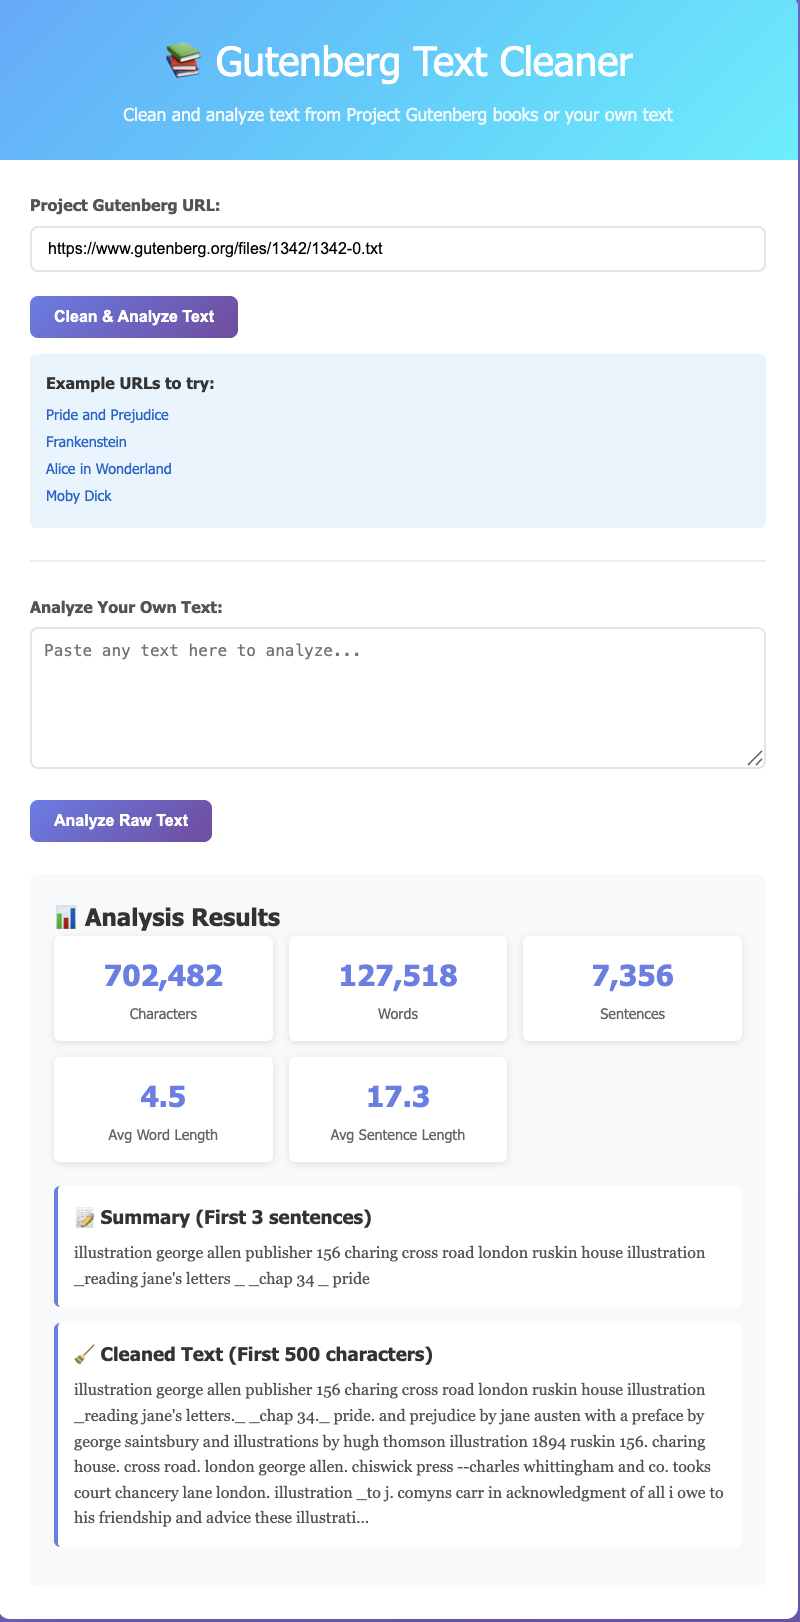 📚 Gutenberg Text Cleaner
Clean and analyze text from Project Gutenberg books or your own text
Project Gutenberg URL:
https://www.gutenberg.org/files/1342/1342-0.txt
Clean & Analyze Text
Example URLs to try:
Pride and Prejudice
Frankenstein
Alice in Wonderland
Moby Dick
Analyze Your Own Text:
Paste any text here to analyze...
Analyze Raw Text
📊 Analysis Results
702,482
Characters
127,518
Words
7,356
Sentences
4.5
Avg Word Length
17.3
Avg Sentence Length
📝 Summary (First 3 sentences)
illustration george allen publisher 156 charing cross road london ruskin house illustration
_reading jane's letters _ _chap 34 _ pride
🧹 Cleaned Text (First 500 characters)
illustration george allen publisher 156 charing cross road london ruskin house illustration
_reading jane's letters._ _chap 34._ pride. and prejudice by jane austen with a preface by
george saintsbury and illustrations by hugh thomson illustration 1894 ruskin 156. charing
house. cross road. london george allen. chiswick press --charles whittingham and co. tooks
court chancery lane london. illustration _to j. comyns carr in acknowledgment of all i owe to
his friendship and advice these illustrati...